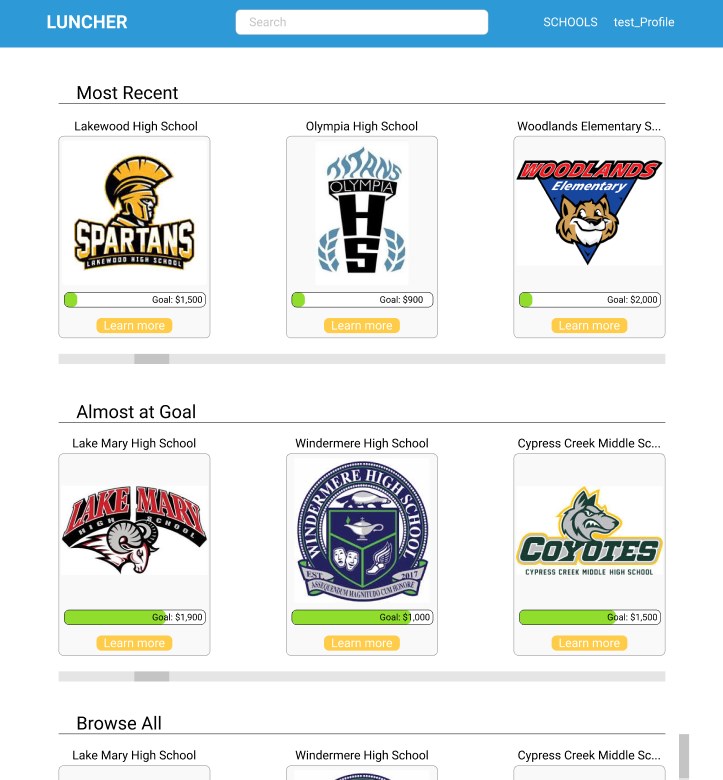 LUNCHER
Search
SCHOOLS test_Profile
Most Recent
Lakewood High School
Olympia High School
Woodlands Elementary S...
SPARTANS
LAKEWOOD HIGH SCHOOL
TITANS
OLYMPIA
H
S
WOODLANDS
Elementary
Goal: $1,500
Goal: $900
Goal: $2,000
Learn more
Learn more
Learn more
Almost at Goal
Lake Mary High School
Windermere High School
Cypress Creek Middle Sc...
LAKE MARY
HIGH SCHOOL
WINDERMERE HIGH SCHOOL
EST. 2017
ASSEQUENDUM MAGNITUDO CUM HONORE
COYOTES
CYPRESS CREEK MIDDLE HIGH SCHOOL
Goal: $1,900
Goal: $1,000
Goal: $1,500
Learn more
Learn more
Learn more
Browse All
Lake Mary High School
Windermere High School
Cypress Creek Middle Sc...